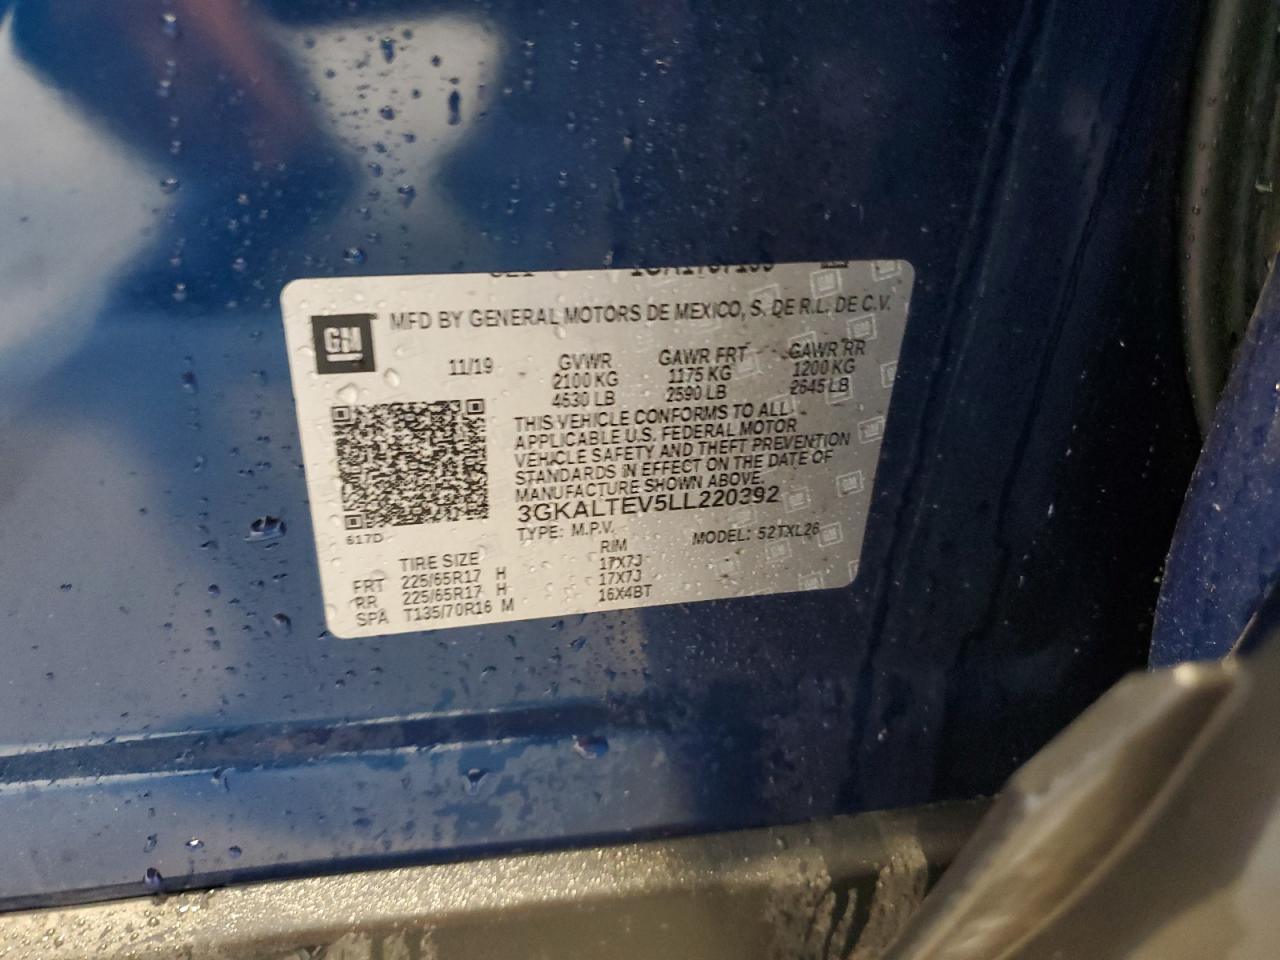 GM
MFD BY GENERAL MOTORS DE MEXICO, S. DE R.L. DE C.V.
11/19 GVWR GAWR FRT GAWR RR
2100 KG 1175 KG 1200 KG
4630 LB 2590 LB 2645 LB
THIS VEHICLE CONFORMS TO ALL
APPLICABLE U.S. FEDERAL MOTOR
VEHICLE SAFETY AND THEFT PREVENTION
STANDARDS IN EFFECT ON THE DATE OF
MANUFACTURE SHOWN ABOVE.
3GKALTEV5LL220392
617D
TYPE: M.P.V. MODEL: 52TXL26
TIRE SIZE RIM
FRT 225/65R17 H 17X7J
RR 225/65R17 H 17X7J
SPA T135/70R16 M 16X4BT